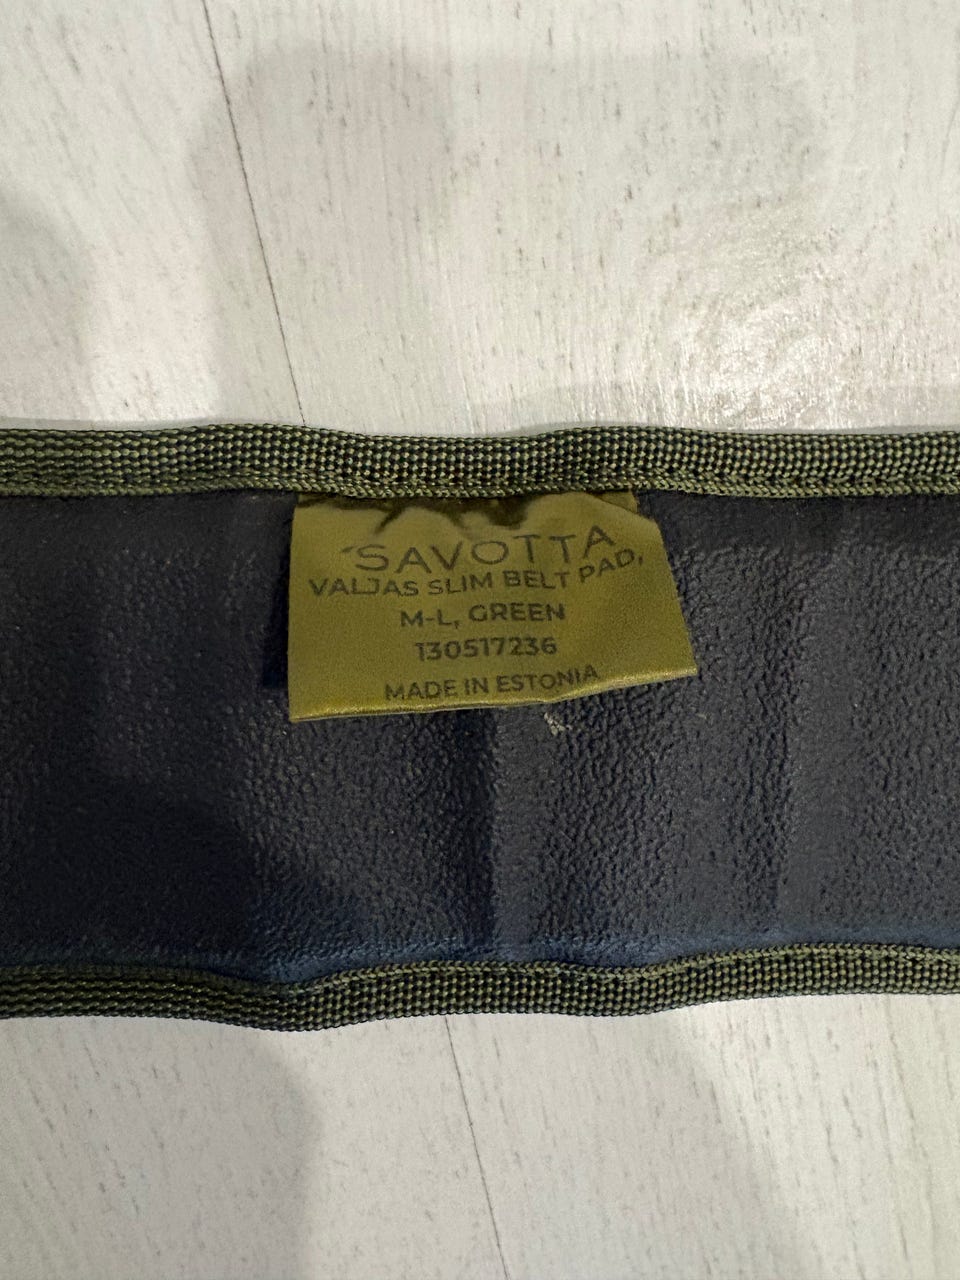 SAVOTTA
VALJAS SLIM BELT PAD,
M-L, GREEN
130517236
MADE IN ESTONIA